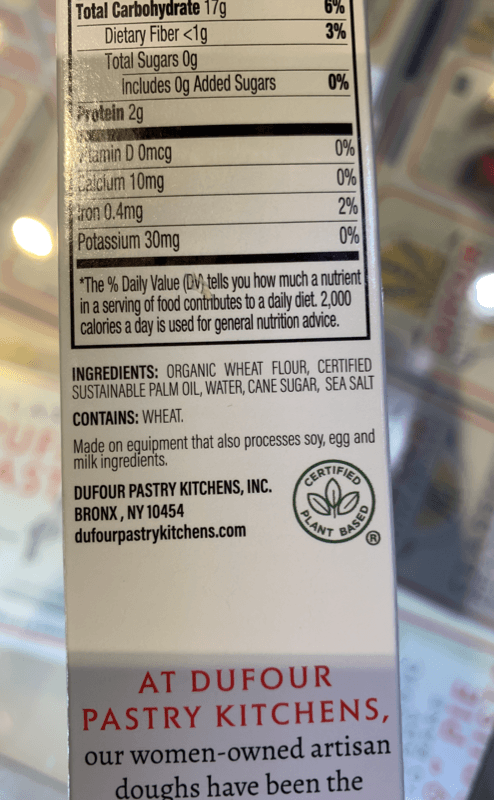 Total Carbohydrate 17g 6%
Dietary Fiber <1g 3%
Total Sugars 0g
Includes 0g Added Sugars 0%
Protein 2g
Vitamin D 0mcg 0%
Calcium 10mg 0%
Iron 0.4mg 2%
Potassium 30mg 0%
*The % Daily Value (DV) tells you how much a nutrient
in a serving of food contributes to a daily diet. 2,000
calories a day is used for general nutrition advice.
INGREDIENTS: ORGANIC WHEAT FLOUR, CERTIFIED
SUSTAINABLE PALM OIL, WATER, CANE SUGAR, SEA SALT
CONTAINS: WHEAT.
Made on equipment that also processes soy, egg and
milk ingredients.
DUFOUR PASTRY KITCHENS, INC.
BRONX, NY 10454
dufourpastrykitchens.com
CERTIFIED
PLANT BASED
®
AT DUFOUR
PASTRY KITCHENS,
our women-owned artisan
doughs have been the